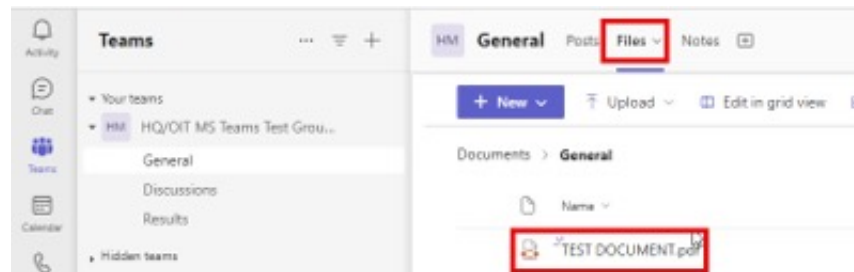 Activity
Chat
Teams
Calendar
Teams
Your teams
HM HQ/OIT MS Teams Test Grou...
General
Discussions
Results
Hidden teams
HM General Posts Files Notes
+ New Upload Edit in grid view
Documents > General
Name
TEST DOCUMENT.pdf